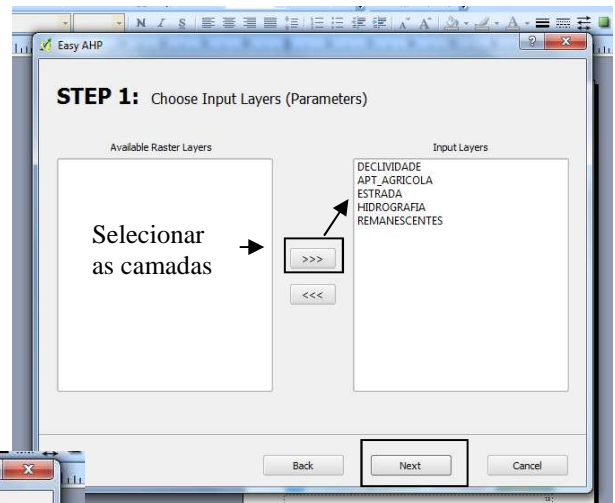 N I S
Easy AHP
STEP 1: Choose Input Layers (Parameters)
Available Raster Layers
Input Layers
DECLIVIDADE
APT_AGRICOLA
ESTRADA
HIDROGRAFIA
REMANESCENTES
Selecionar
as camadas
>>>
<<<
Back
Next
Cancel